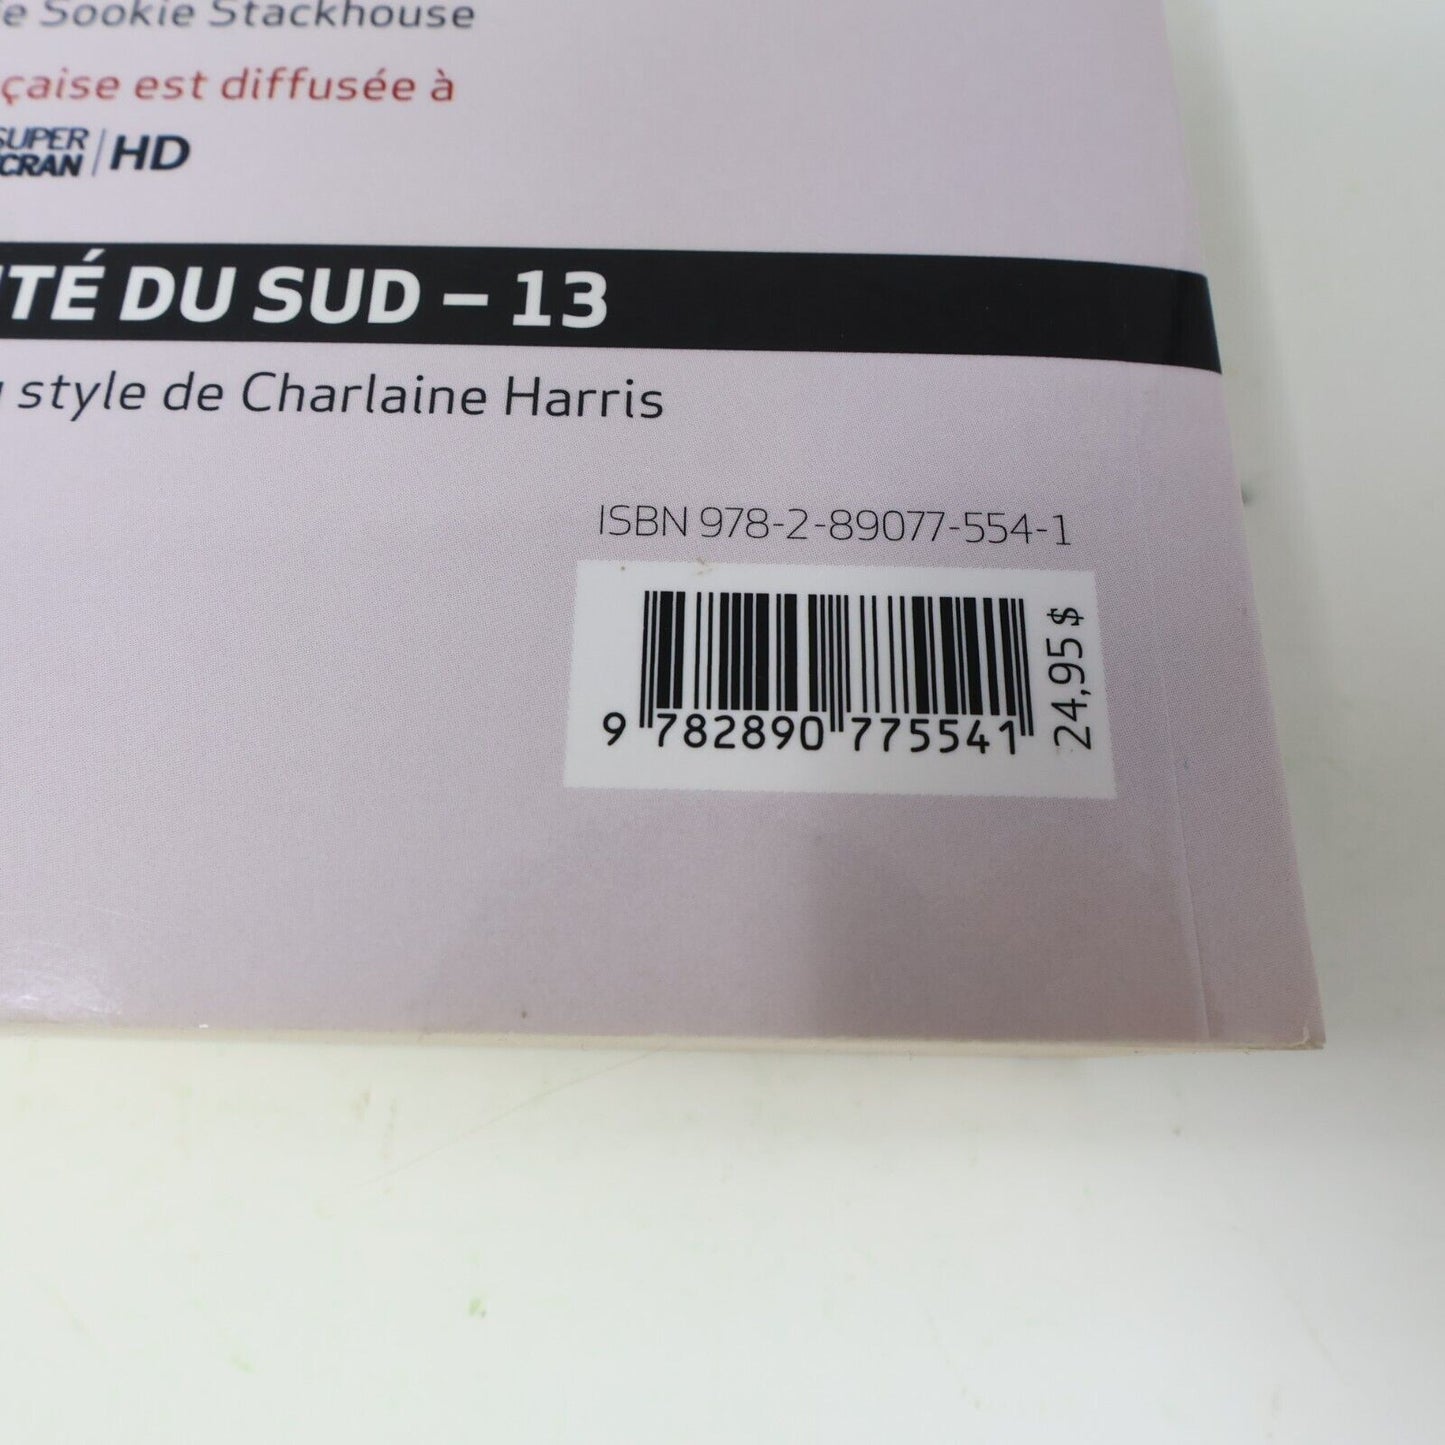 e Sookie Stackhouse
çaise est diffusée à
SUPER
CRAN | HD
ITÉ DU SUD – 13
style de Charlaine Harris
ISBN 978-2-89077-554-1
9 782890 775541
24,95 $